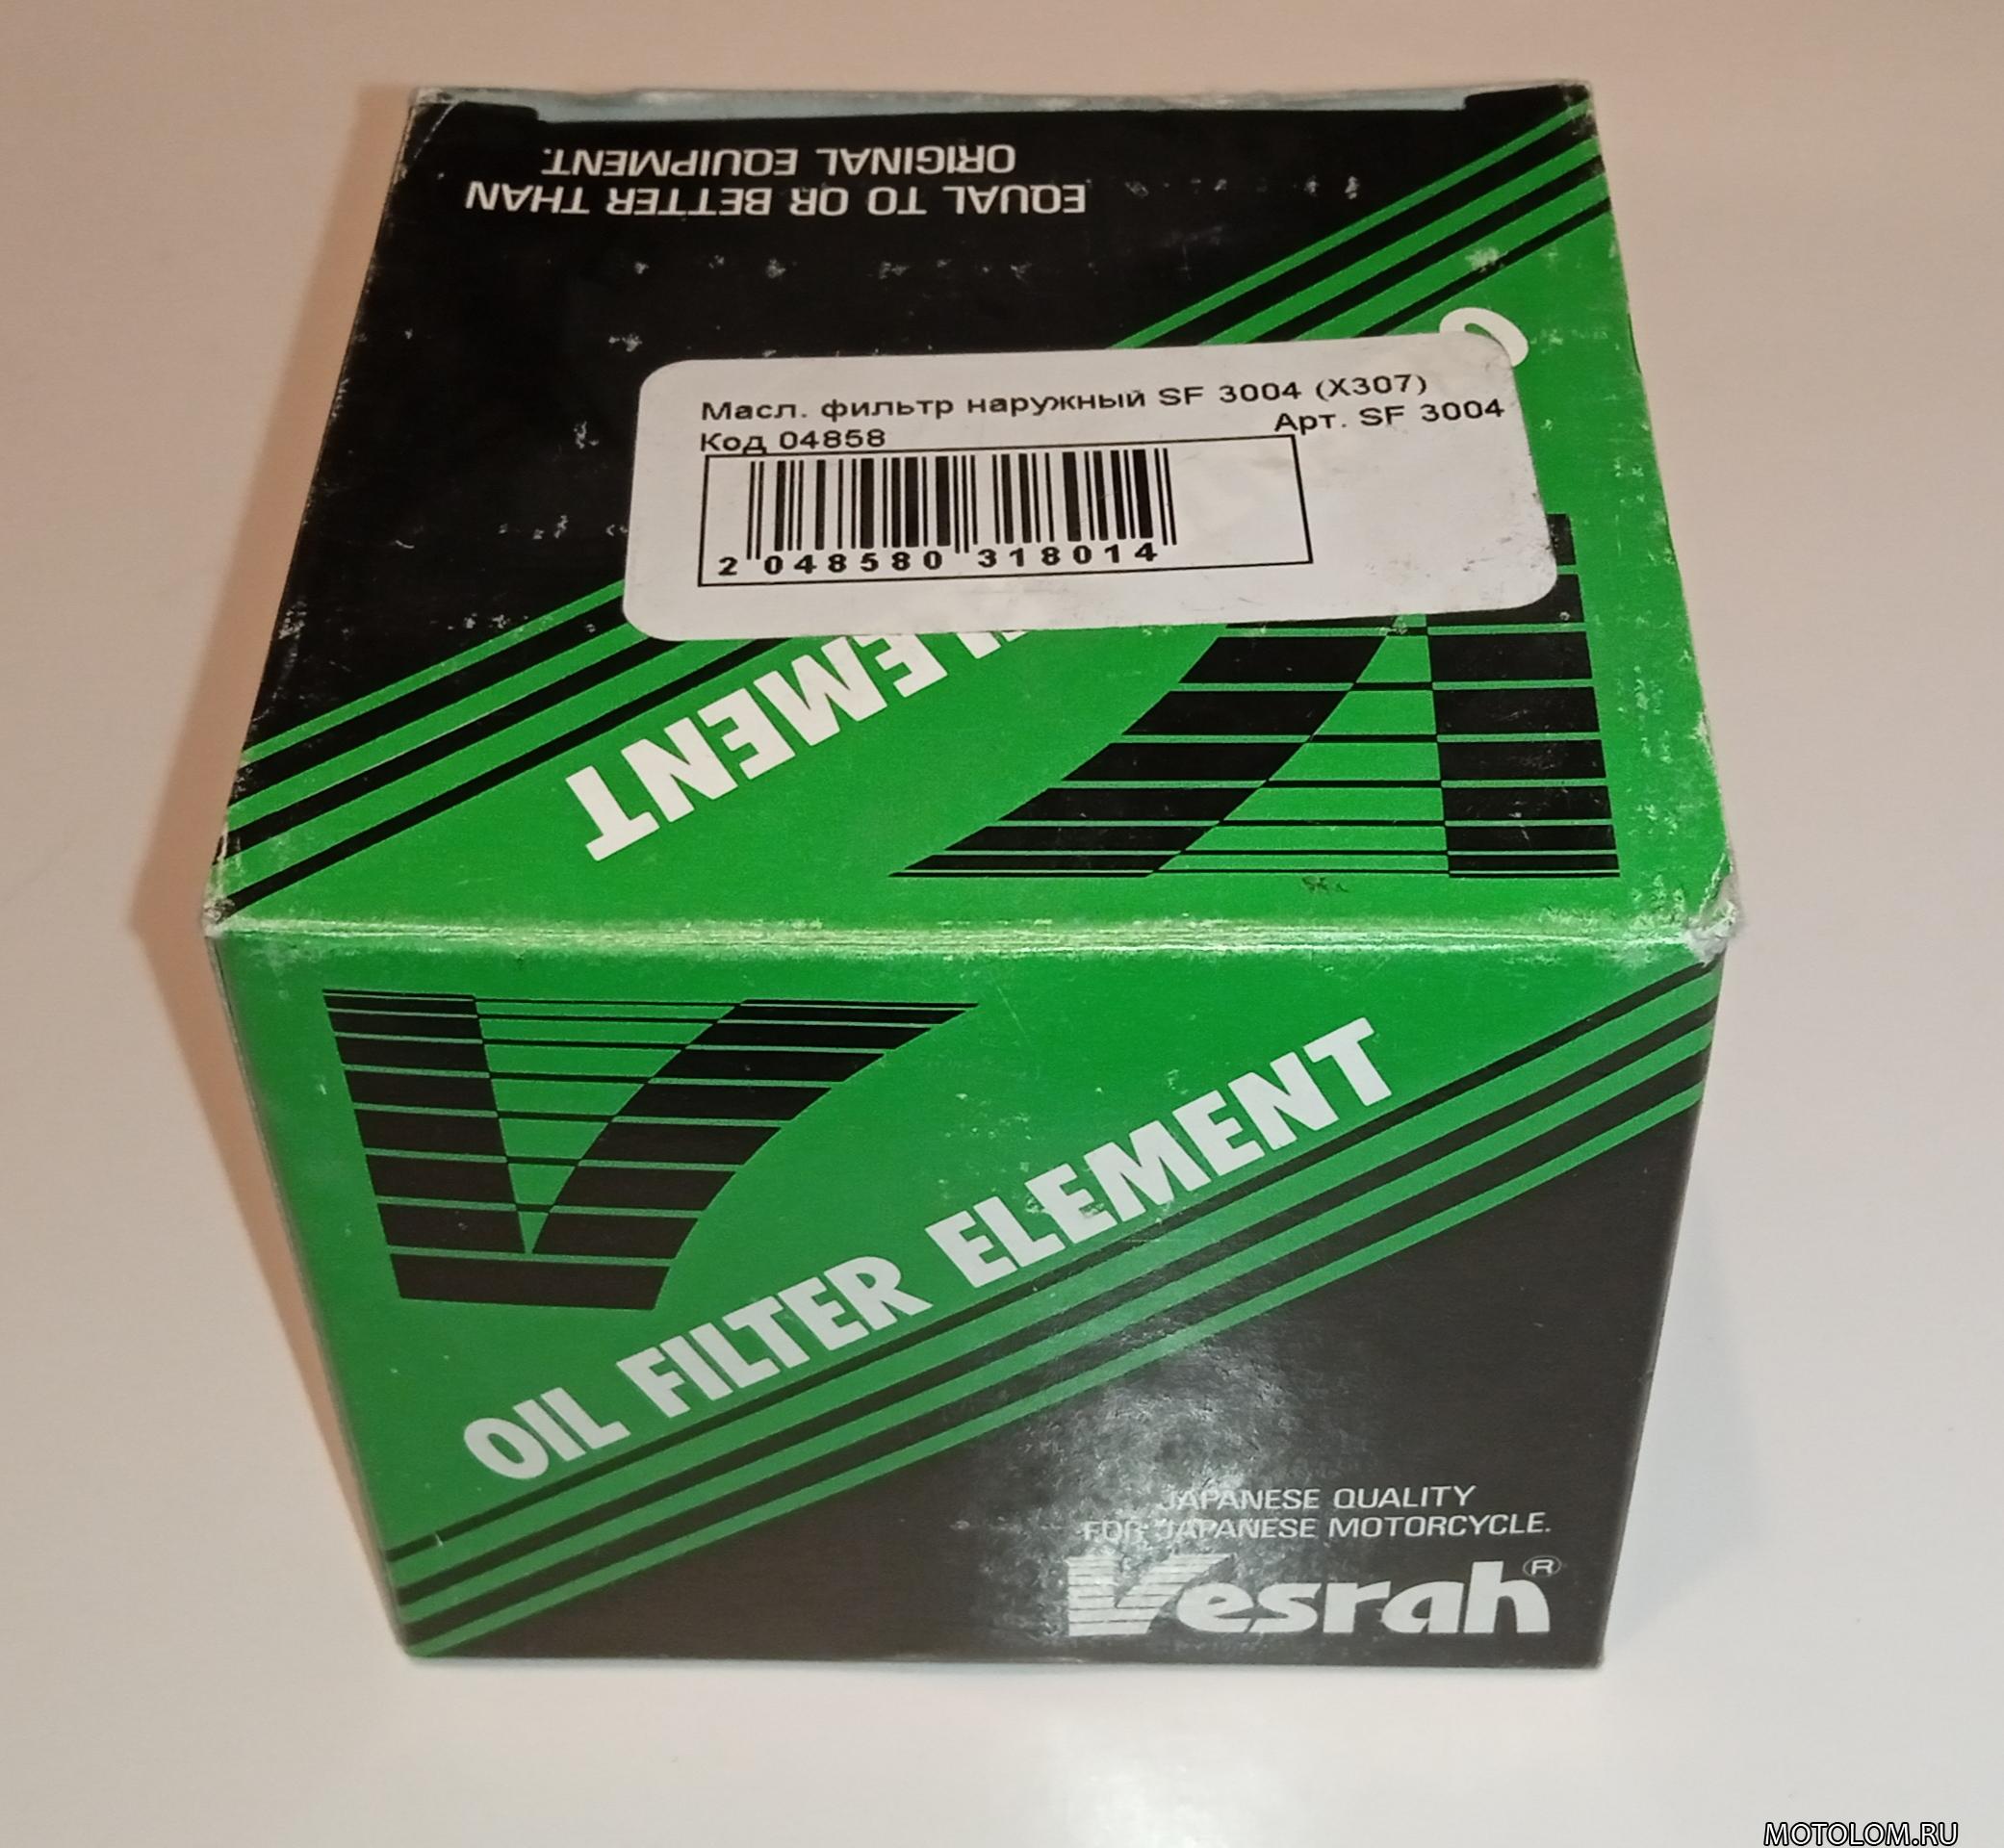 EQUAL TO OR BETTER THAN
ORIGINAL EQUIPMENT.
Масл. фильтр наружный SF 3004 (X307)
Код 04858 Арт. SF 3004
2 048580 318014
ELEMENT
OIL FILTER ELEMENT
JAPANESE QUALITY
FOR JAPANESE MOTORCYCLE.
Vesrah®
MOTOLOM.RU